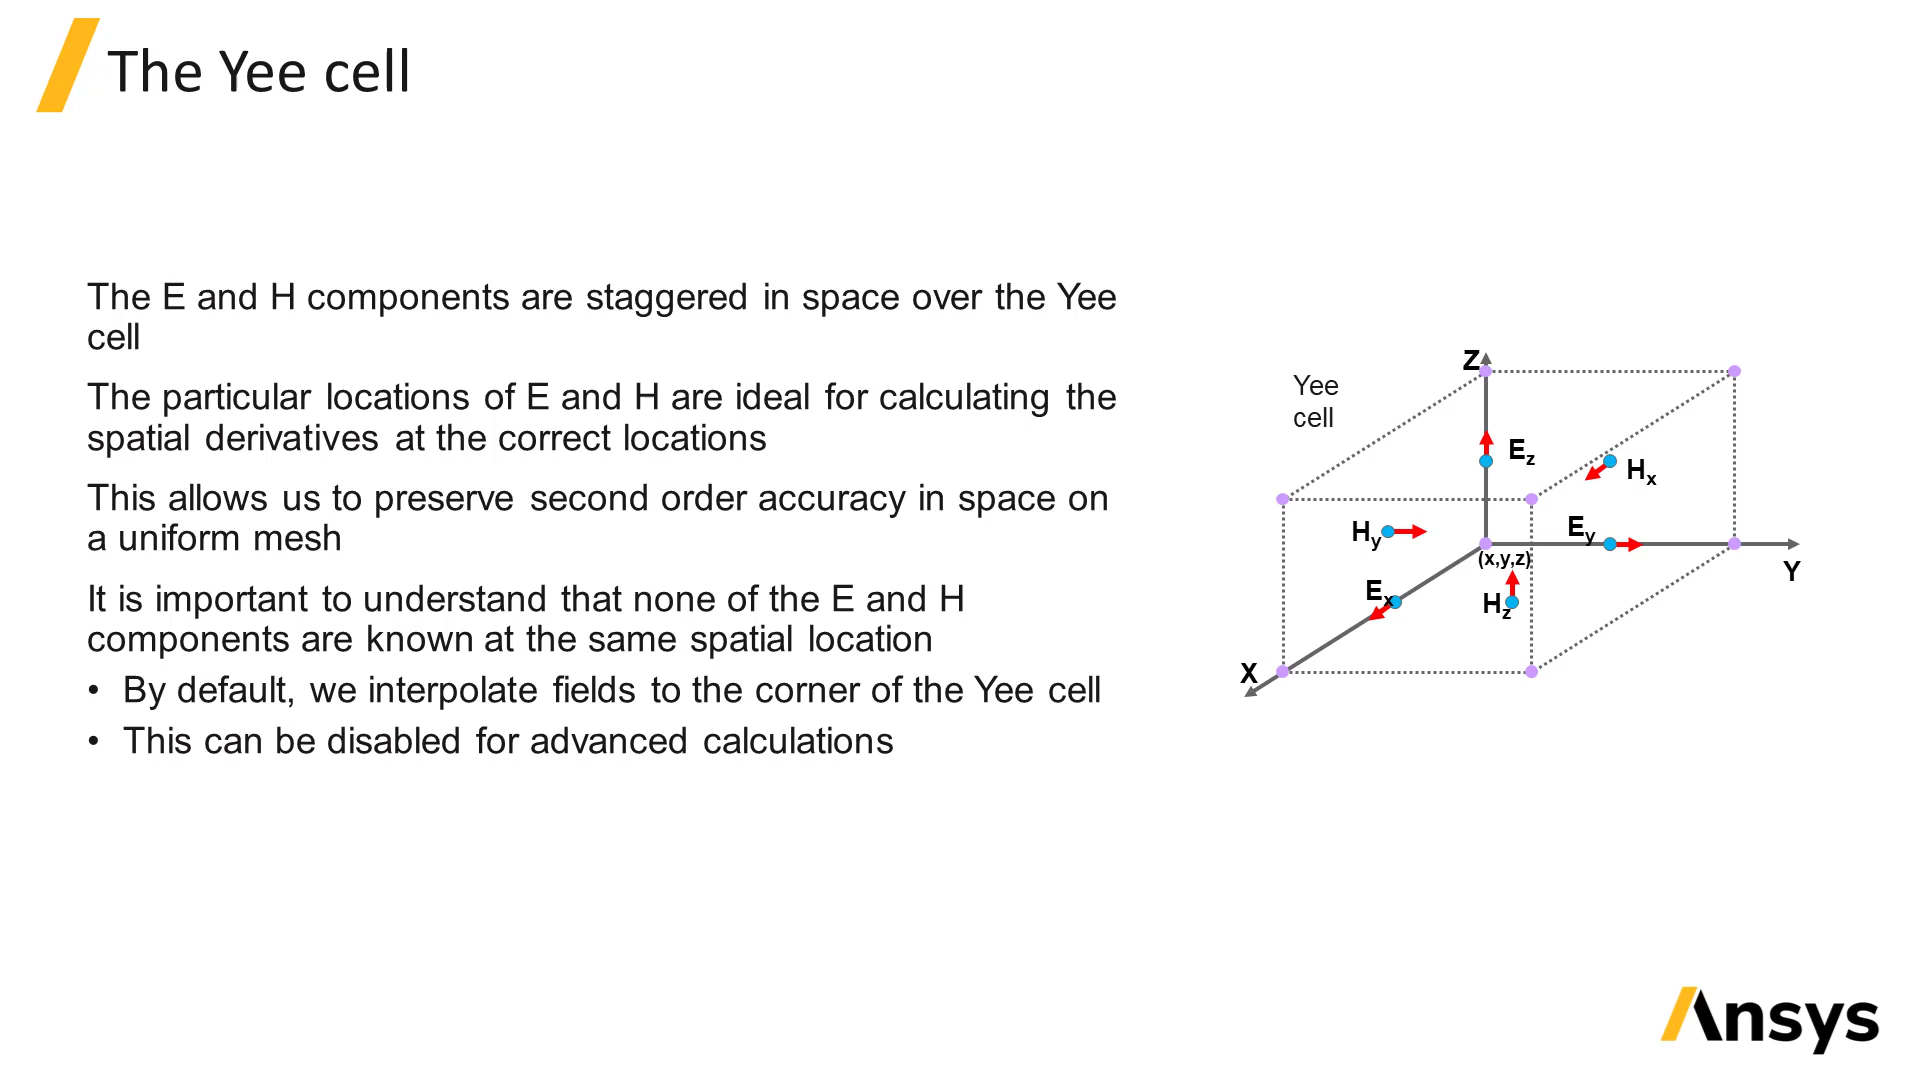 The Yee cell
The E and H components are staggered in space over the Yee
cell
The particular locations of E and H are ideal for calculating the
spatial derivatives at the correct locations
This allows us to preserve second order accuracy in space on
a uniform mesh
It is important to understand that none of the E and H
components are known at the same spatial location
• By default, we interpolate fields to the corner of the Yee cell
• This can be disabled for advanced calculations
Z
Yee
cell
Ez
Hx
Hy
Ey
(x,y,z)
Y
Ex
Hz
X
Ansys